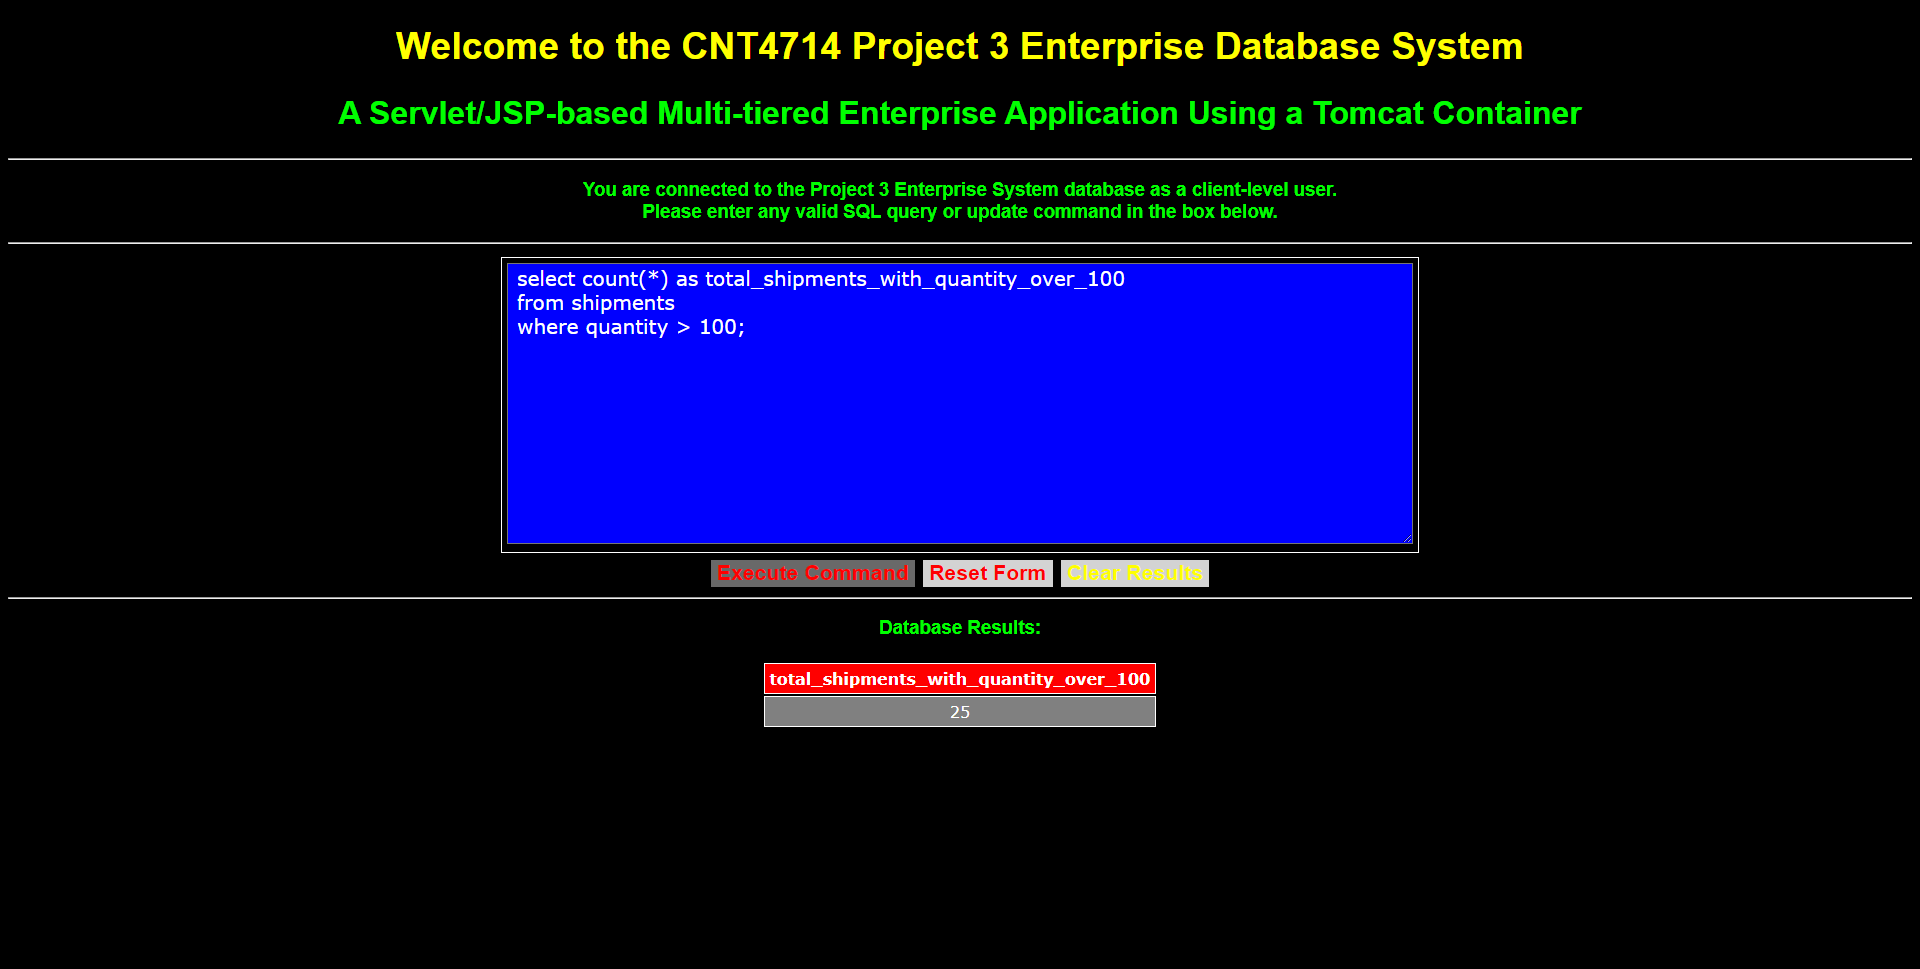 Welcome to the CNT4714 Project 3 Enterprise Database System
A Servlet/JSP-based Multi-tiered Enterprise Application Using a Tomcat Container
You are connected to the Project 3 Enterprise System database as a client-level user.
Please enter any valid SQL query or update command in the box below.
select count(*) as total_shipments_with_quantity_over_100
from shipments
where quantity > 100;
Execute Command Reset Form Clear Results
Database Results:
total_shipments_with_quantity_over_100
25